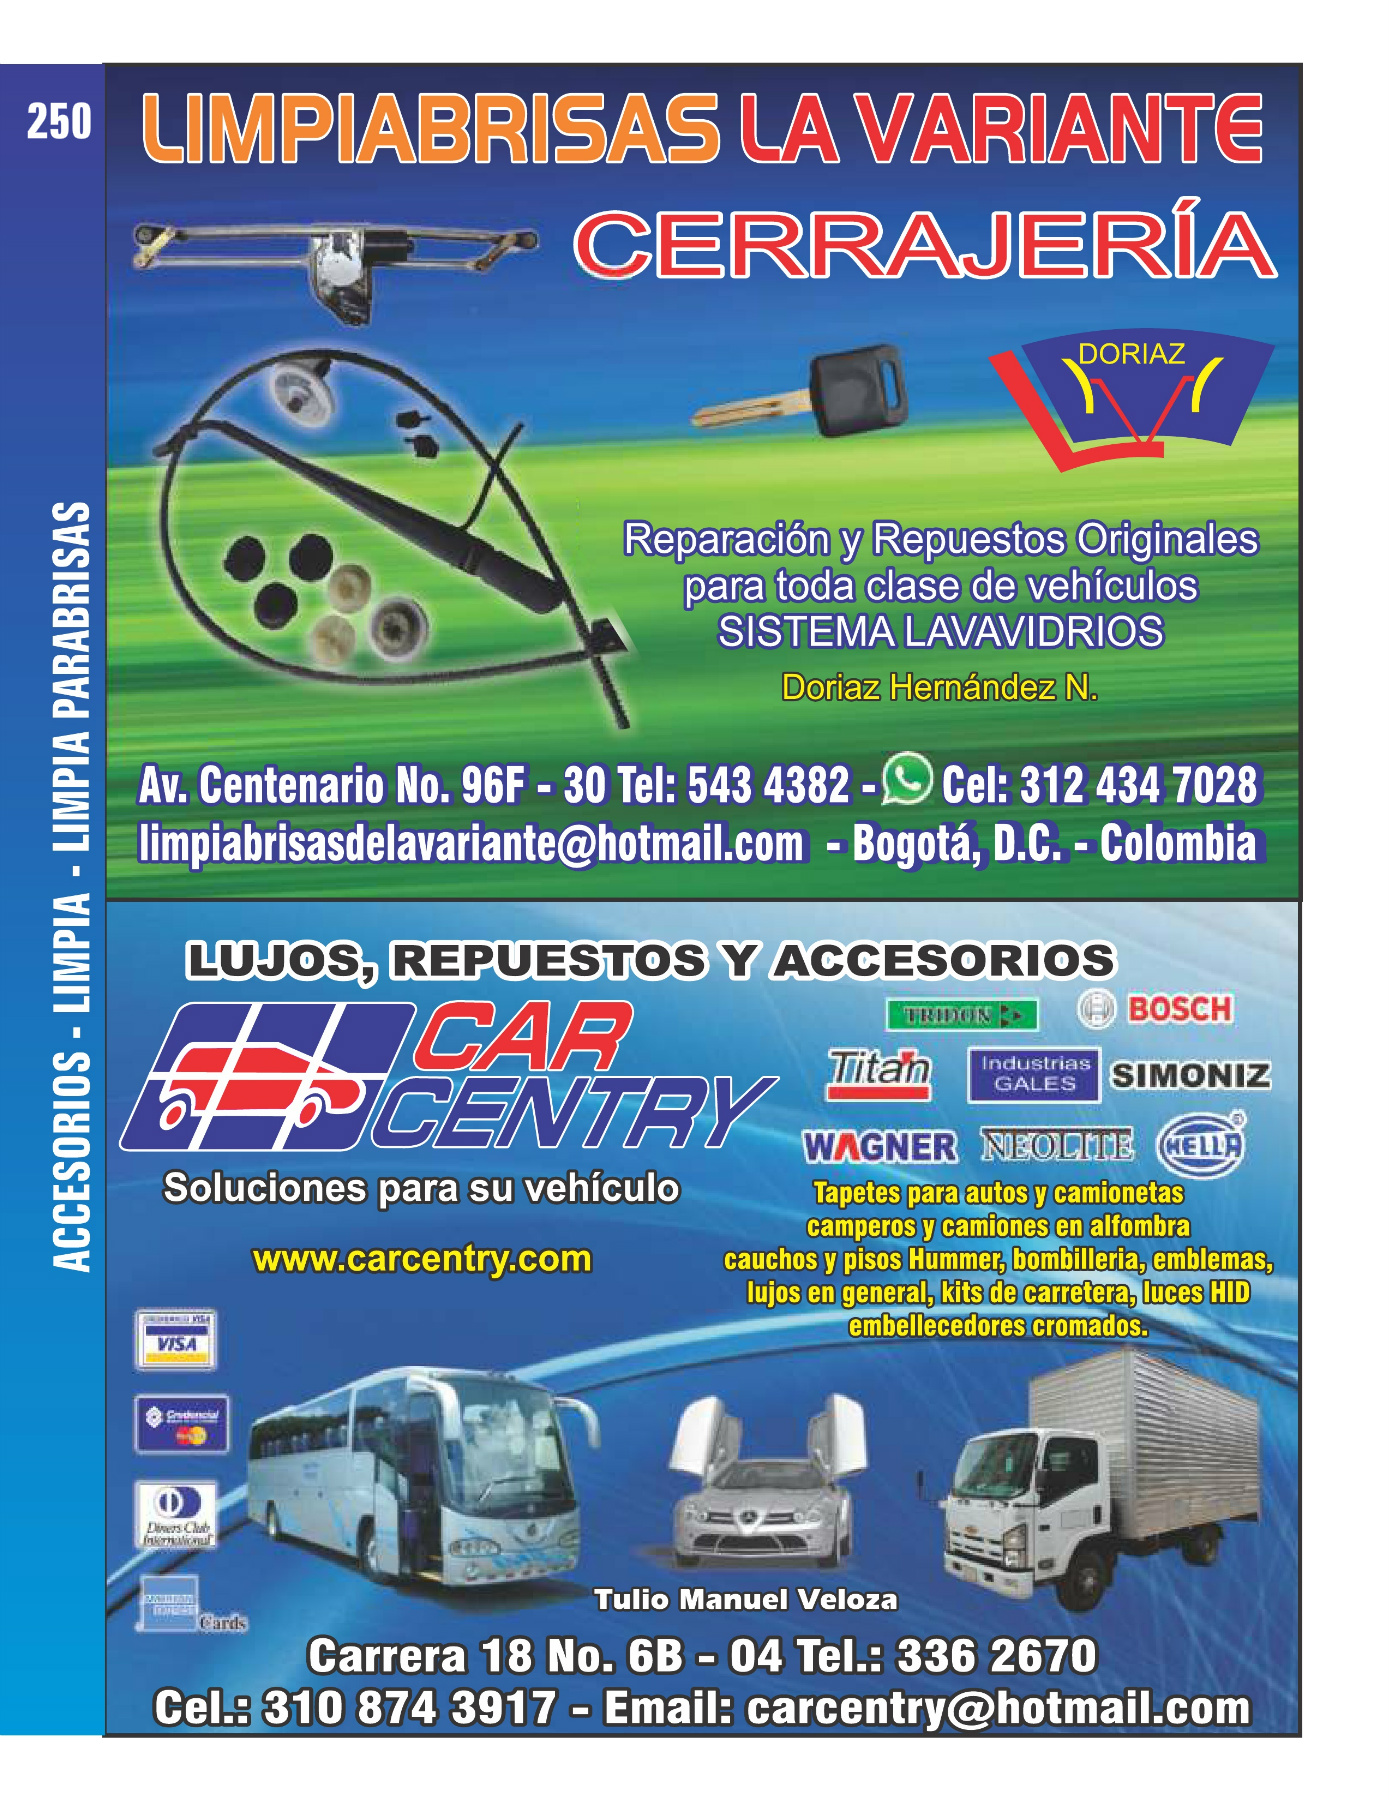 250
ACCESORIOS - LIMPIA - LIMPIA PARABRISAS
LIMPIABRISAS LA VARIANTE
CERRAJERÍA
DORIAZ
Reparación y Repuestos Originales
para toda clase de vehículos
SISTEMA LAVAVIDRIOS
Doriaz Hernández N.
Av. Centenario No. 96F - 30 Tel: 543 4382 - Cel: 312 434 7028
limpiabrisasdelavariante@hotmail.com - Bogotá, D.C. - Colombia
LUJOS, REPUESTOS Y ACCESORIOS
CAR
CENTRY
Soluciones para su vehículo
www.carcentry.com
TRIDON
BOSCH
Titan
Industrias
GALES
SIMONIZ
WAGNER
NEOLITE
HELLA
®
Tapetes para autos y camionetas
camperos y camiones en alfombra
cauchos y pisos Hummer, bombilleria, emblemas,
lujos en general, kits de carretera, luces HID
embellecedores cromados.
VISA
VISA
Credencial
MasterCard
Diners Club
International
AMERICAN
EXPRESS
Cards
Tulio Manuel Veloza
Carrera 18 No. 6B - 04 Tel.: 336 2670
Cel.: 310 874 3917 - Email: carcentry@hotmail.com